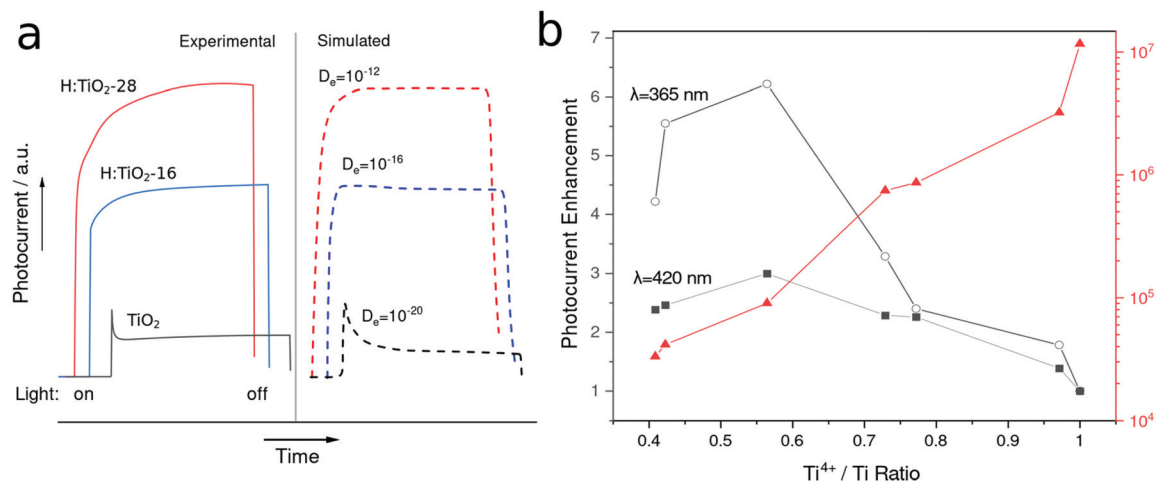 a
Experimental
Simulated
H:TiO₂-28
Dₑ=10⁻¹²
H:TiO₂-16
Dₑ=10⁻¹⁶
TiO₂
Dₑ=10⁻²⁰
Photocurrent / a.u.
Light: on off
Time
b
7
6
5
4
3
2
1
Photocurrent Enhancement
λ=365 nm
λ=420 nm
10⁷
10⁶
10⁵
10⁴
0.4 0.5 0.6 0.7 0.8 0.9 1
Ti⁴⁺ / Ti Ratio